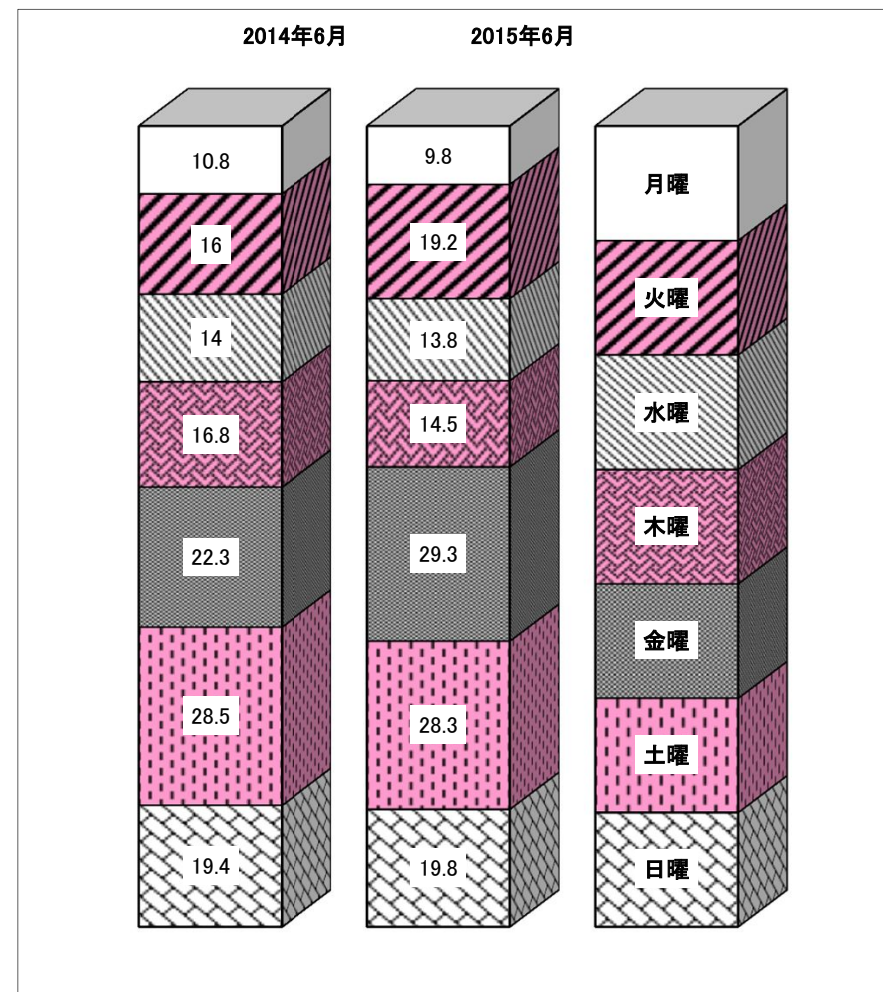 2014年6月 2015年6月
10.8 9.8 月曜
16 19.2 火曜
14 13.8 水曜
16.8 14.5 木曜
22.3 29.3 金曜
28.5 28.3 土曜
19.4 19.8 日曜